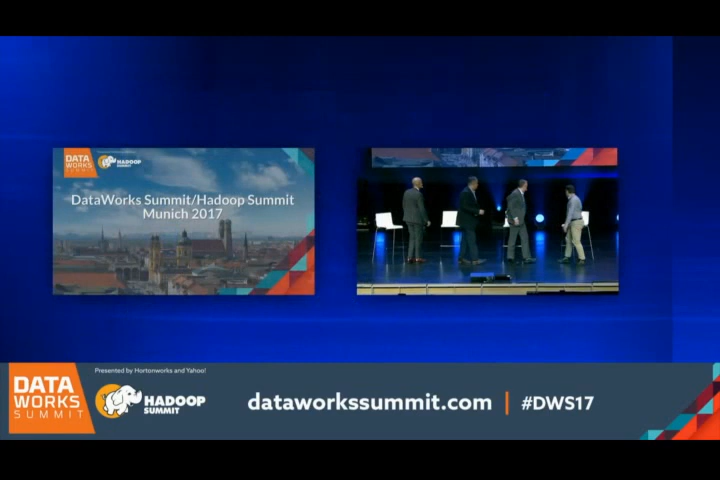 DATA
WORKS
SUMMIT
HADOOP
SUMMIT
DataWorks Summit/Hadoop Summit
Munich 2017
Presented by Hortonworks and Yahoo!
DATA
WORKS
SUMMIT
HADOOP
SUMMIT
dataworkssummit.com | #DWS17